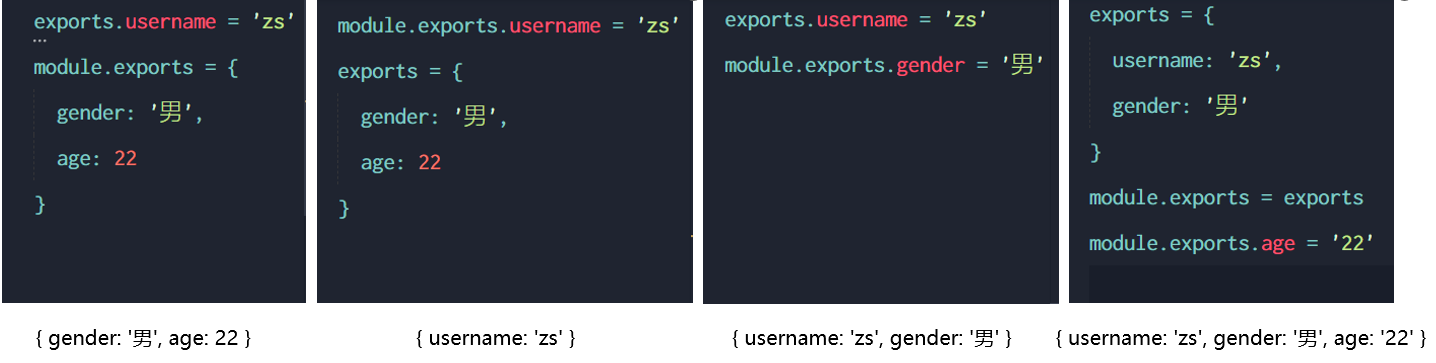 exports.username = 'zs'
module.exports = {
gender: '男',
age: 22
}
module.exports.username = 'zs'
exports = {
gender: '男',
age: 22
}
exports.username = 'zs'
module.exports.gender = '男'
exports = {
username: 'zs',
gender: '男'
}
module.exports = exports
module.exports.age = '22'
{ gender: '男', age: 22 }
{ username: 'zs' }
{ username: 'zs', gender: '男' }
{ username: 'zs', gender: '男', age: '22' }